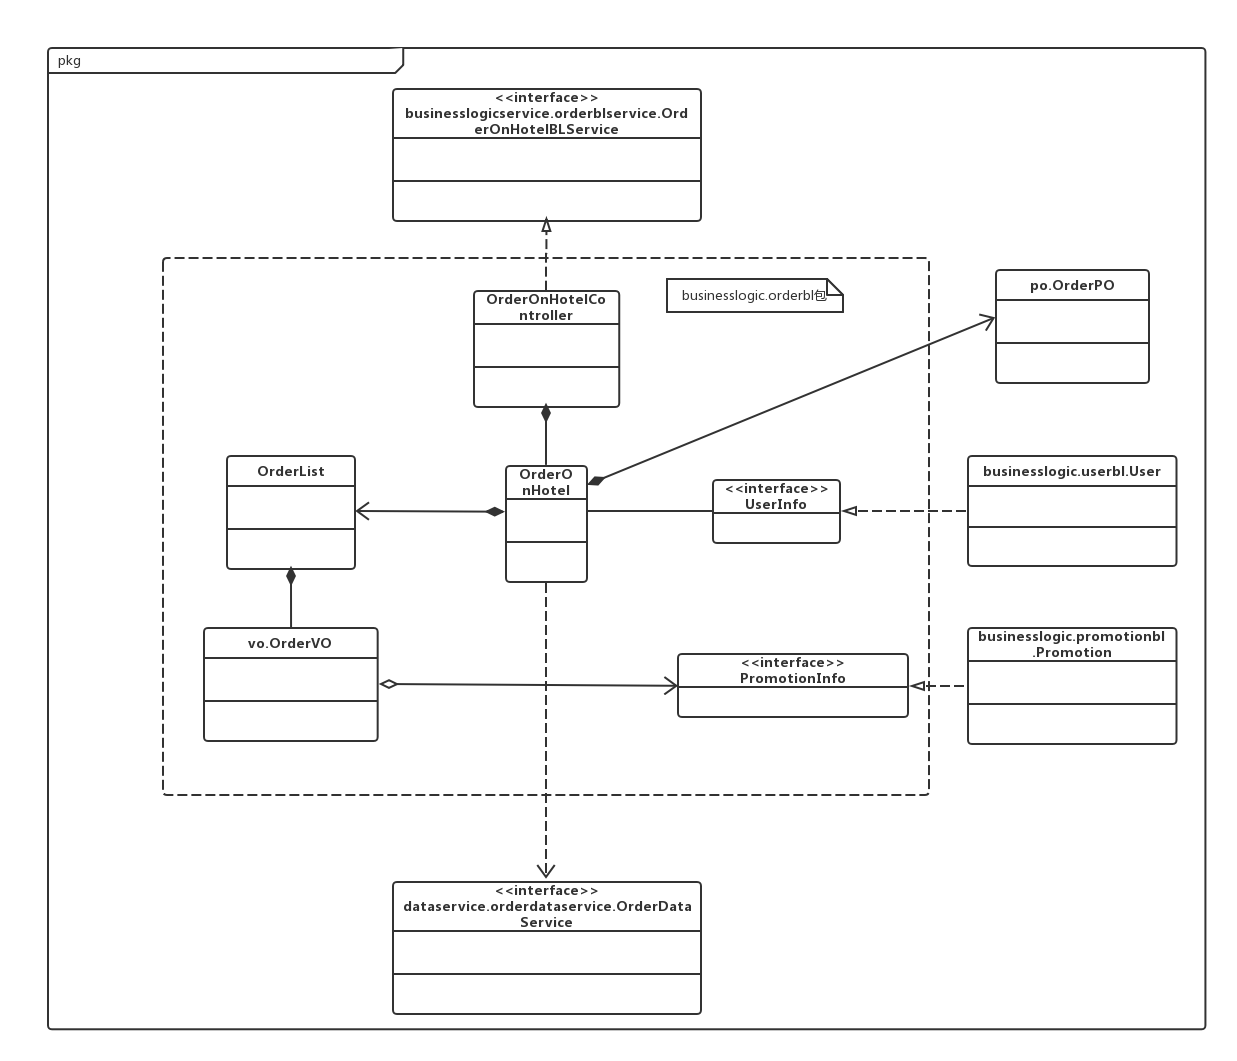 pkg
<<interface>>
businesslogicservice.orderblservice.Ord
erOnHotelBLService
OrderOnHotelCo
ntroller
businesslogic.orderbl包
po.OrderPO
OrderList
OrderO
nHotel
<<interface>>
UserInfo
businesslogic.userbl.User
vo.OrderVO
<<interface>>
PromotionInfo
businesslogic.promotionbl
.Promotion
<<interface>>
dataservice.orderdataservice.OrderData
Service